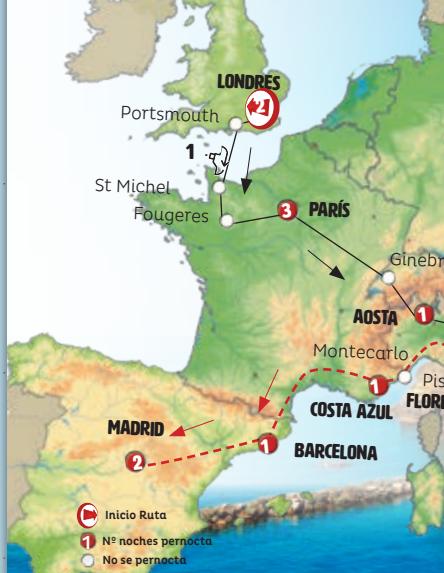 LONDRES
2
Portsmouth
1
St Michel
Fougeres
3 PARÍS
Ginebr
AOSTA 1
Montecarlo
1
Pis
COSTA AZUL
FLORE
MADRID
2
1 BARCELONA
Inicio Ruta
1 Nº noches pernocta
No se pernocta